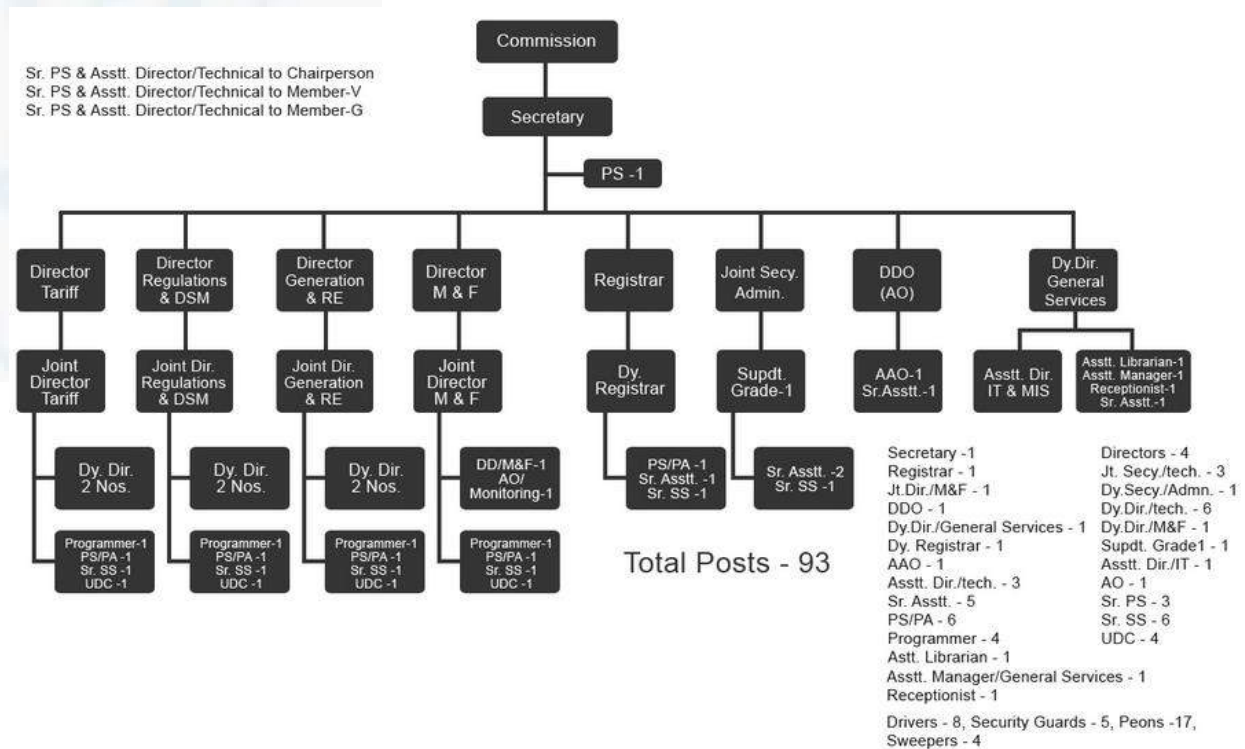 Commission
Sr. PS & Asstt. Director/Technical to Chairperson
Sr. PS & Asstt. Director/Technical to Member-V
Sr. PS & Asstt. Director/Technical to Member-G
Secretary
PS -1
Director
Tariff
Director
Regulations
& DSM
Director
Generation
& RE
Director
M & F
Registrar
Joint Secy.
Admin.
DDO
(AO)
Dy.Dir.
General
Services
Joint
Director
Tariff
Joint Dir.
Regulations
& DSM
Joint Dir.
Generation
& RE
Joint
Director
M & F
Dy.
Registrar
Supdt.
Grade-1
AAO-1
Sr.Asstt.-1
Asstt. Dir.
IT & MIS
Asstt. Librarian-1
Asstt. Manager-1
Receptionist-1
Sr. Asstt.-1
Dy. Dir.
2 Nos.
Dy. Dir.
2 Nos.
Dy. Dir.
2 Nos.
DD/M&F-1
AO/
Monitoring-1
PS/PA -1
Sr. Asstt. -1
Sr. SS -1
Sr. Asstt. -2
Sr. SS -1
Programmer-1
PS/PA -1
Sr. SS -1
UDC -1
Programmer-1
PS/PA -1
Sr. SS -1
UDC -1
Programmer-1
PS/PA -1
Sr. SS -1
UDC -1
Programmer-1
PS/PA -1
Sr. SS -1
UDC -1
Total Posts - 93
Secretary -1
Registrar - 1
Jt.Dir./M&F - 1
DDO - 1
Dy.Dir./General Services - 1
Dy. Registrar - 1
AAO - 1
Asstt. Dir./tech. - 3
Sr. Asstt. - 5
PS/PA - 6
Programmer - 4
Astt. Librarian - 1
Asstt. Manager/General Services - 1
Receptionist - 1
Directors - 4
Jt. Secy./tech. - 3
Dy.Secy./Admn. - 1
Dy.Dir./tech. - 6
Dy.Dir./M&F - 1
Supdt. Grade1 - 1
Asstt. Dir./IT - 1
AO - 1
Sr. PS - 3
Sr. SS - 6
UDC - 4
Drivers - 8, Security Guards - 5, Peons -17,
Sweepers - 4